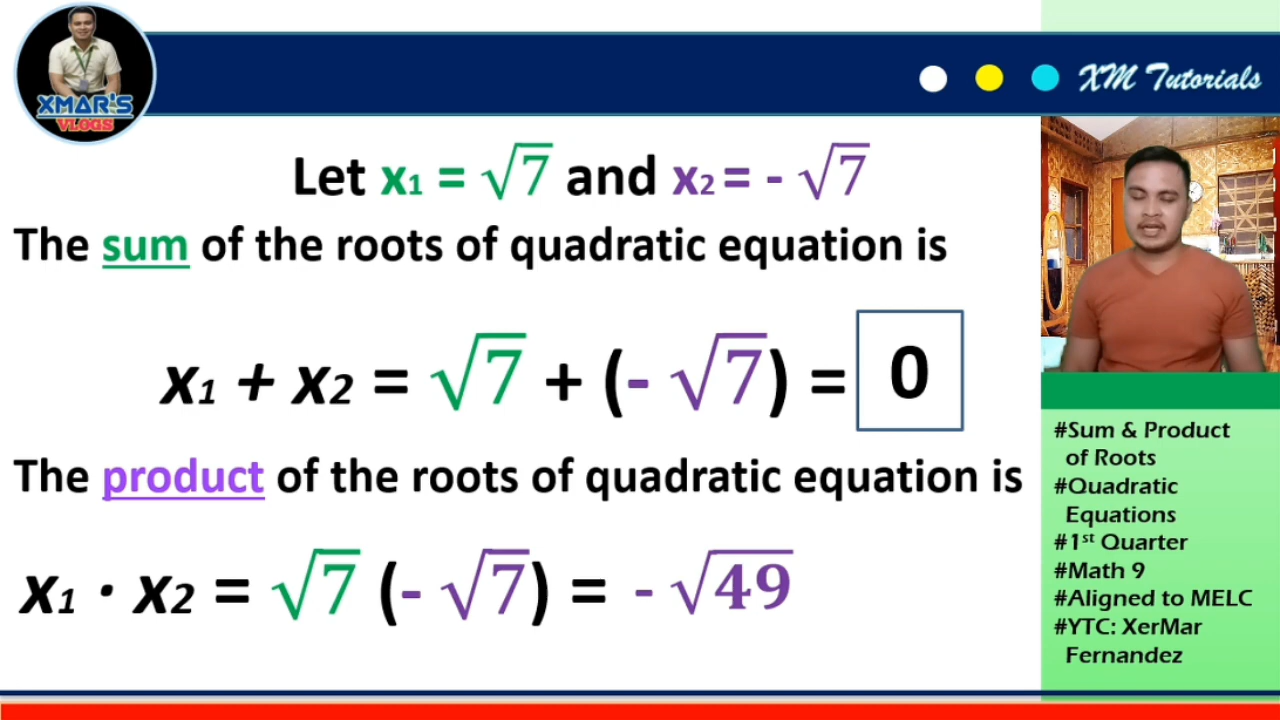 XMAR'S
VLOGS
XM Tutorials
Let x₁ = √7 and x₂ = - √7
The sum of the roots of quadratic equation is
x₁ + x₂ = √7 + (- √7) = 0
The product of the roots of quadratic equation is
x₁ · x₂ = √7 (- √7) = - √49
#Sum & Product
of Roots
#Quadratic
Equations
#1st Quarter
#Math 9
#Aligned to MELC
#YTC: XerMar
Fernandez